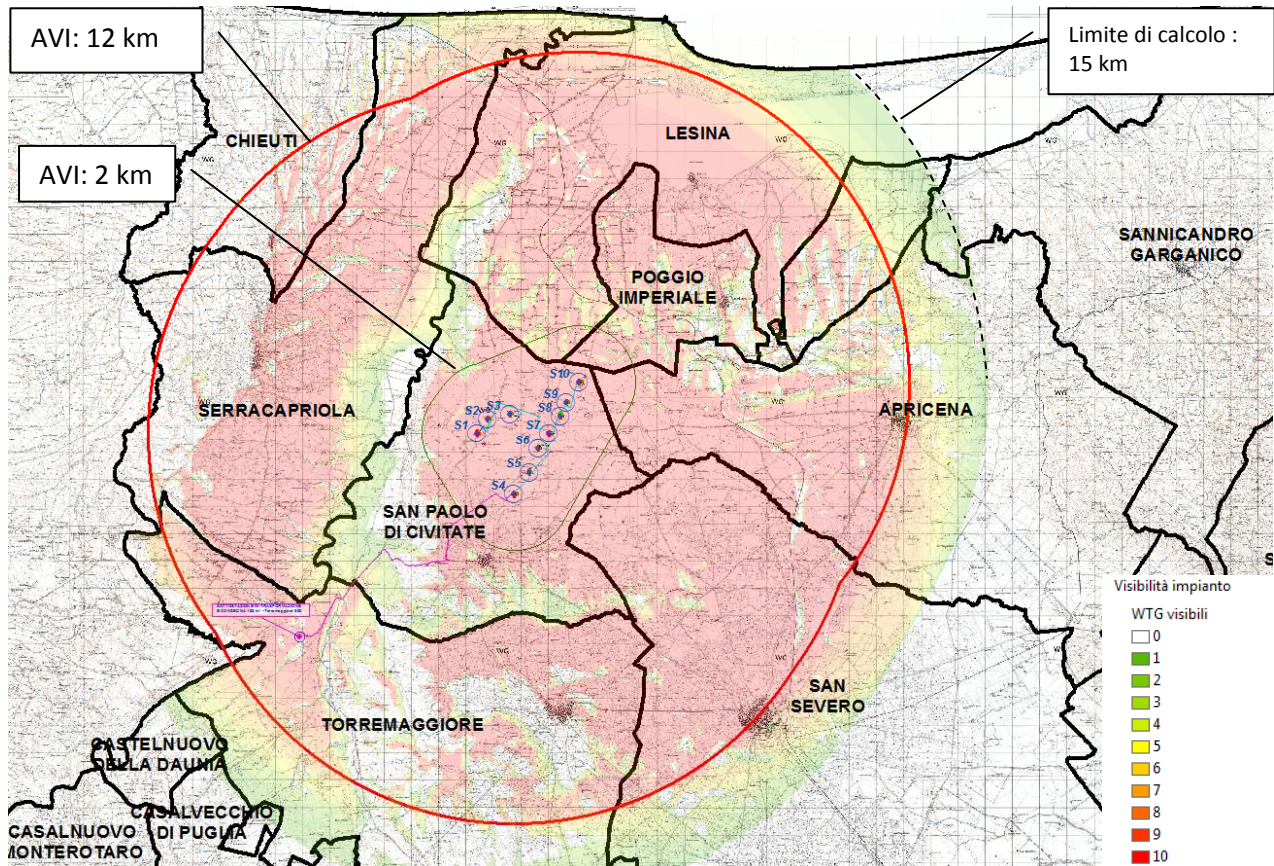 AVI: 12 km
Limite di calcolo :
15 km
CHIEUTI
LESINA
AVI: 2 km
SANNICANDRO
GARGANICO
POGGIO
IMPERIALE
SERRACAPRIOLA
APRICENA
S10
S9
S8
S2
S3
S1
S7
S6
S5
S4
SAN PAOLO
DI CIVITATE
SAN
SEVERO
TORREMAGGIORE
CASTELNUOVO
DELLA DAUNIA
CASALVECCHIO
DI PUGLIA
CASALNUOVO
MONTEROTARO
S
Visibilità impianto
WTG visibili
0
1
2
3
4
5
6
7
8
9
10